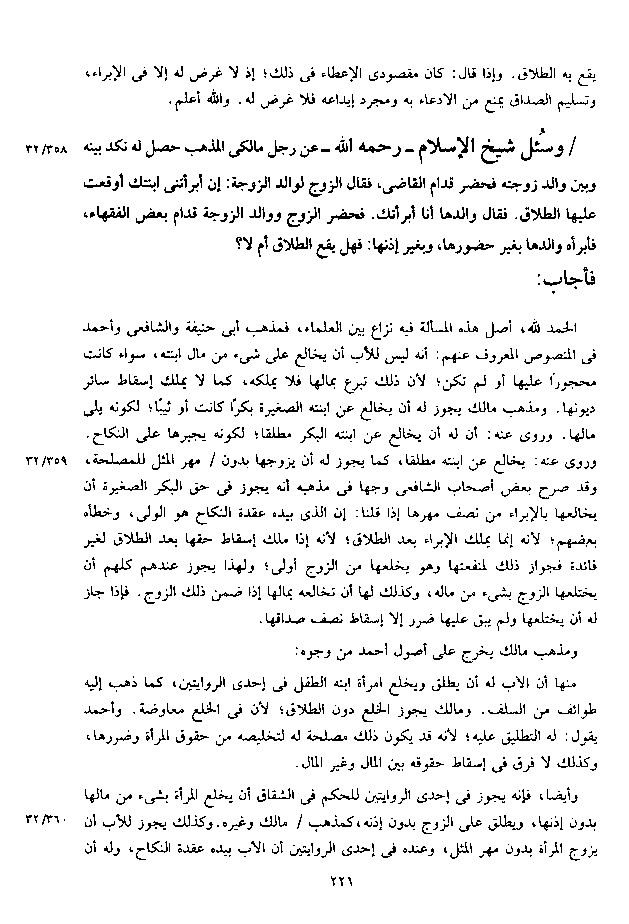 يقع به الطلاق. وإذا قال: كان مقصودى الإعطاء فى ذلك؛ إذ لا غرض له إلا فى الإبراء،
وتسليم الصداق يمنع من الادعاء به ومجرد إيداعه فلا غرض له. والله أعلم.
٣٢/٣٥٨ / وسُئل شيخ الإسلام ـ رحمه الله ـ عن رجل مالكى المذهب حصل له نكد بينه
وبين والد زوجته فحضر قدام القاضى، فقال الزوج لوالد الزوجة: إن أبرأتنى ابنتك أوقعت
عليها الطلاق. فقال والدها أنا أبرأتك. فحضر الزوج ووالد الزوجة قدام بعض الفقهاء،
فأبرأه والدها بغير حضورها، وبغير إذنها: فهل يقع الطلاق أم لا؟
فأجاب:
الحمد لله، أصل هذه المسألة فيه نزاع بين العلماء، فمذهب أبى حنيفة والشافعى وأحمد
فى المنصوص المعروف عنهم: أنه ليس للأب أن يخالع على شىء من مال ابنته، سواء كانت
محجورًا عليها أو لم تكن؛ لأن ذلك تبرع بمالها فلا يملكه، كما لا يملك إسقاط سائر
ديونها. ومذهب مالك يجوز له أن يخالع عن ابنته الصغيرة بكرًا كانت أو ثيبًا؛ لكونه يلى
مالها. وروى عنه: أن له أن يخالع عن ابنته البكر مطلقا؛ لكونه يجبرها على النكاح.
٣٢/٣٥٩ وروى عنه: يخالع عن ابنته مطلقا، كما يجوز له أن يزوجها بدون / مهر المثل للمصلحة،
وقد صرح بعض أصحاب الشافعى وجها فى مذهبه أنه يجوز فى حق البكر الصغيرة أن
يخالعها بالإبراء من نصف مهرها إذا قلنا: إن الذى بيده عقدة النكاح هو الولى، وخطأه
بعضهم؛ لأنه إنما يملك الإبراء بعد الطلاق؛ لأنه إذا ملك إسقاط حقها بعد الطلاق لغير
فائدة فجواز ذلك لمنفعتها وهو يخلعها من الزوج أولى؛ ولهذا يجوز عندهم كلهم أن
يختلعها الزوج بشىء من ماله، وكذلك لها أن تخالعه بمالها إذا ضمن ذلك الزوج. فإذا جاز
له أن يختلعها ولم يبق عليها ضرر إلا إسقاط نصف صداقها.
ومذهب مالك يخرج على أصول أحمد من وجوه:
منها أن الأب له أن يطلق ويخلع امرأة ابنه الطفل فى إحدى الروايتين، كما ذهب إليه
طوائف من السلف. ومالك يجوز الخلع دون الطلاق؛ لأن فى الخلع معاوضة. وأحمد
يقول: له التطليق عليه؛ لأنه قد يكون ذلك مصلحة له لتخليصه من حقوق المرأة وضررها،
وكذلك لا فرق فى إسقاط حقوقه بين المال وغير المال.
وأيضا، فإنه يجوز فى إحدى الروايتين للحكم فى الشقاق أن يخلع المرأة بشىء من مالها
٣٢/٣٦٠ بدون إذنها، ويطلق على الزوج بدون إذنه، كمذهب / مالك وغيره. وكذلك يجوز للأب أن
يزوج المرأة بدون مهر المثل، وعنده فى إحدى الروايتين أن الأب بيده عقدة النكاح، وله أن
٢٢١